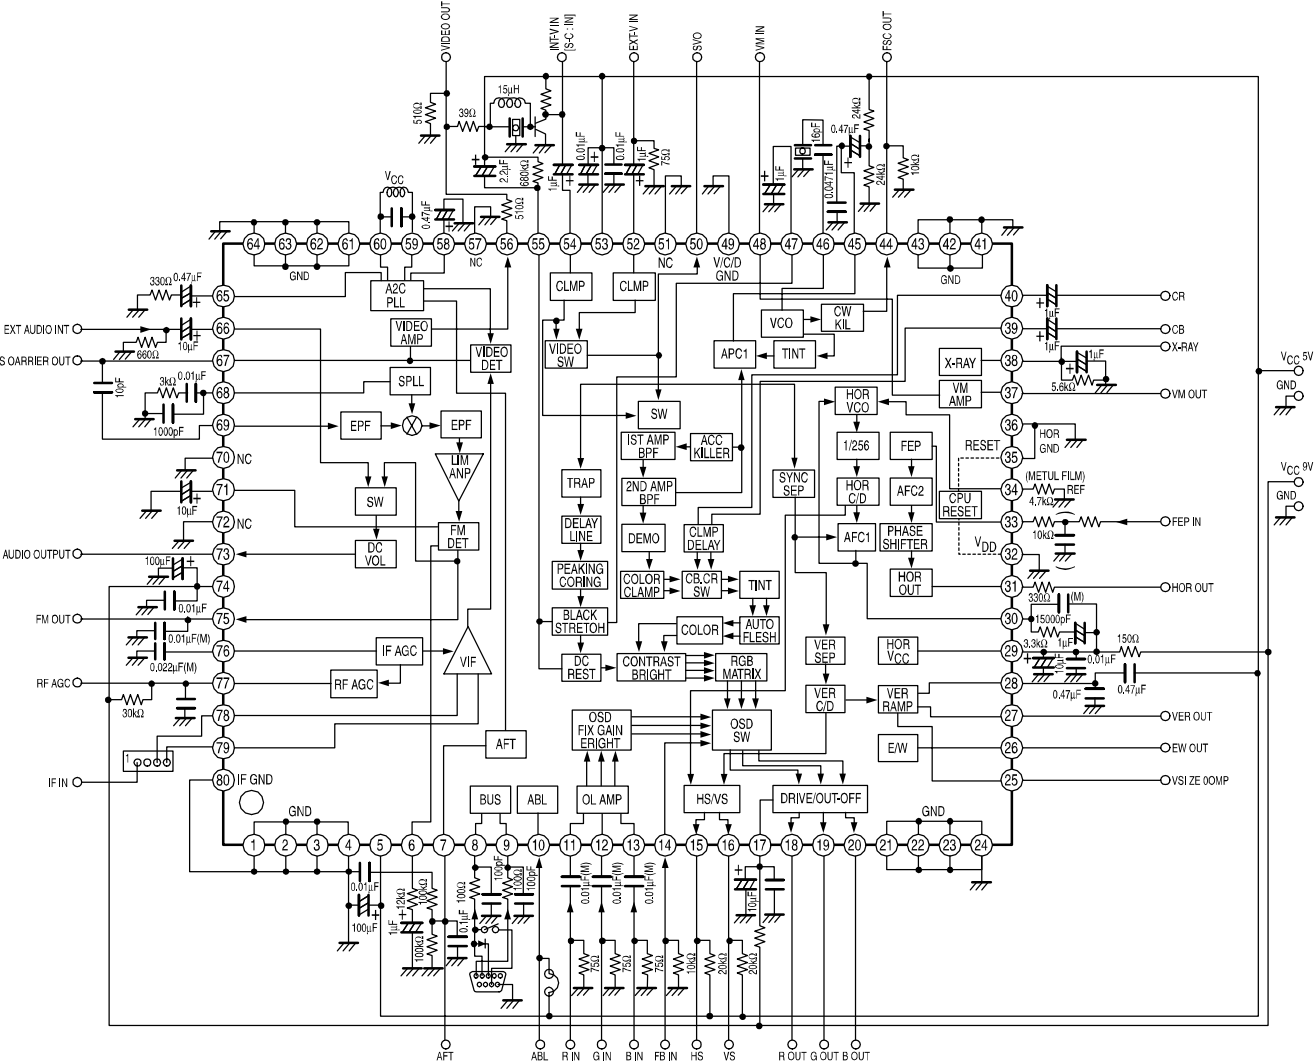 VIDEO OUT
INT-V IN
[S-C : IN]
EXT-V IN
SVO
VM IN
FSC OUT
510Ω
39Ω
15μH
2.2μF
680kΩ
1μF
0.01μF
0.01μF
1μF
75Ω
1μF
16pF
0.0471μF
0.47μF
24kΩ
24kΩ
10kΩ
VCC
0.47μF
510Ω
64 63 62 61 60 59 58 57 56 55 54 53 52 51 50 49 48 47 46 45 44 43 42 41
GND
NC
NC
V/C/D
GND
GND
330Ω
0.47μF
65
EXT AUDIO INT
660Ω
10μF
66
S OARRIER OUT
67
10pF
3kΩ
0.01μF
1000pF
68
69
70 NC
71
10μF
72 NC
AUDIO OUTPUT
73
100μF
74
0.01μF
FM OUT
75
0.01μF(M)
76
0.022μF(M)
RF AGC
77
30kΩ
78
79
1
IF IN
80
IF GND
A2C
PLL
VIDEO
AMP
VIDEO
DET
SPLL
EPF
EPF
LIM
ANP
SW
FM
DET
DC
VOL
IF AGC
RF AGC
VIF
AFT
CLMP
CLMP
VIDEO
SW
SW
IST AMP
BPF
ACC
KILLER
2ND AMP
BPF
TRAP
DELAY
LINE
DEMO
CLMP
DELAY
PEAKING
CORING
COLOR
CLAMP
CB.CR
SW
TINT
BLACK
STRETOH
COLOR
AUTO
FLESH
DC
REST
CONTRAST
BRIGHT
RGB
MATRIX
OSD
FIX GAIN
ERIGHT
OSD
SW
BUS
ABL
OL AMP
HS/VS
DRIVE/OUT-OFF
VCO
CW
KIL
APC1
TINT
HOR
VCO
1/256
HOR
C/D
AFC1
SYNC
SEP
VER
SEP
VER
C/D
FEP
AFC2
PHASE
SHIFTER
HOR
OUT
HOR
VCC
VER
RAMP
E/W
X-RAY
VM
AMP
RESET
CPU
RESET
VDD
40
1μF
CR
39
1μF
CB
X-RAY
38
1μF
5.6kΩ
37
VM OUT
36
HOR
GND
35
(METUL FILM)
34
REF
4.7kΩ
33
10kΩ
FEP IN
32
31
HOR OUT
330Ω
(M)
30
15000pF
3.3kΩ
1μF
29
10μF
0.01μF
150Ω
28
0.47μF
0.47μF
27
VER OUT
26
EW OUT
25
VSI ZE 0OMP
VCC 5V
GND
VCC 9V
GND
GND
GND
1 2 3 4 5 6 7 8 9 10 11 12 13 14 15 16 17 18 19 20 21 22 23 24
0.01μF
100μF
12kΩ
1μF
100kΩ
100kΩ
0.1μF
100Ω
100pF
100Ω
100pF
0.01μF(M)
0.01μF(M)
0.01μF(M)
75Ω
75Ω
75Ω
10kΩ
20kΩ
20kΩ
10μF
AFT
ABL
R IN
G IN
B IN
FB IN
HS
VS
R OUT
G OUT
B OUT